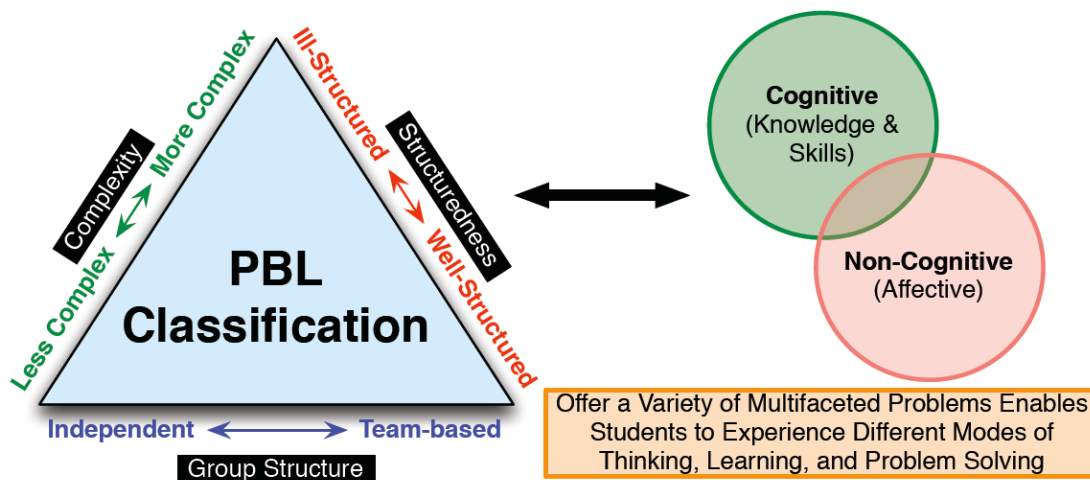 Complexity
Less Complex
More Complex
Ill-Structured
Well-Structured
Structuredness
PBL
Classification
Independent
Team-based
Group Structure
Cognitive
(Knowledge &
Skills)
Non-Cognitive
(Affective)
Offer a Variety of Multifaceted Problems Enables
Students to Experience Different Modes of
Thinking, Learning, and Problem Solving